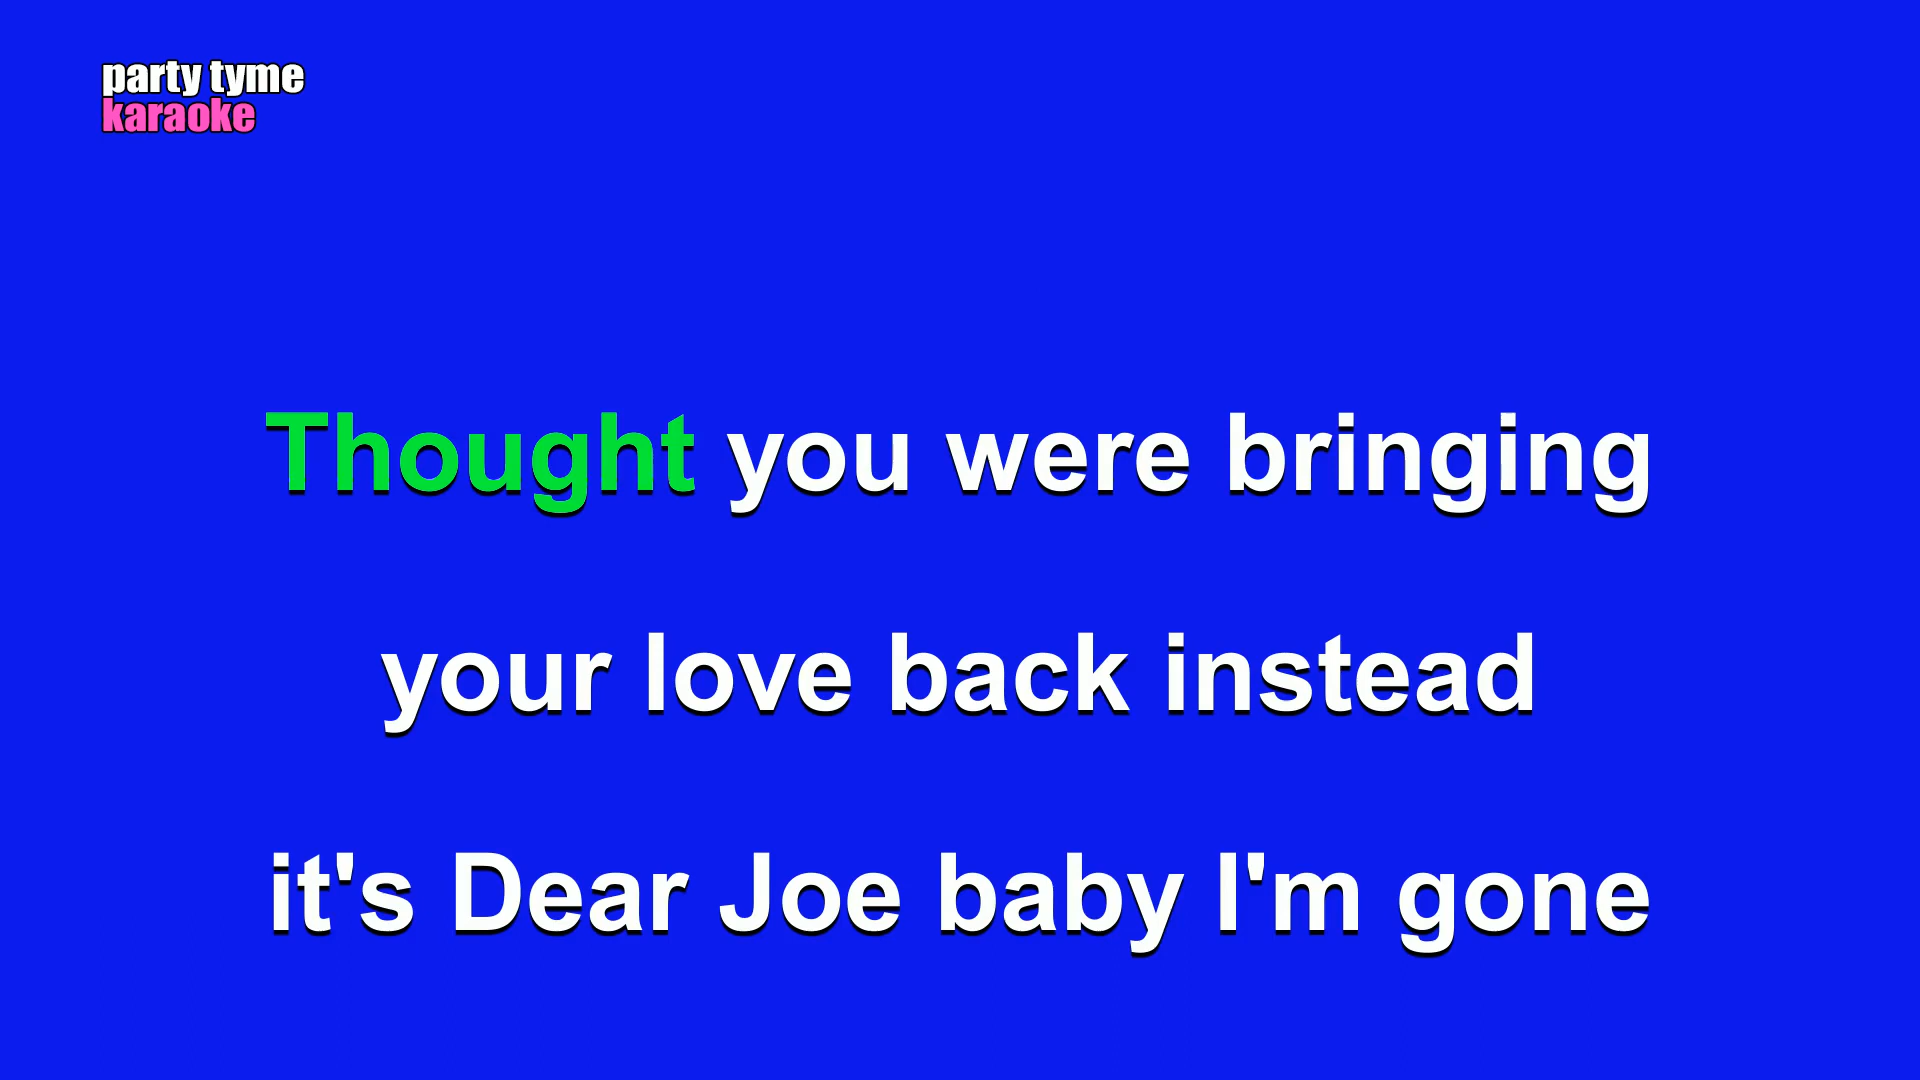 party tyme
karaoke
Thought you were bringing
your love back instead
it's Dear Joe baby I'm gone